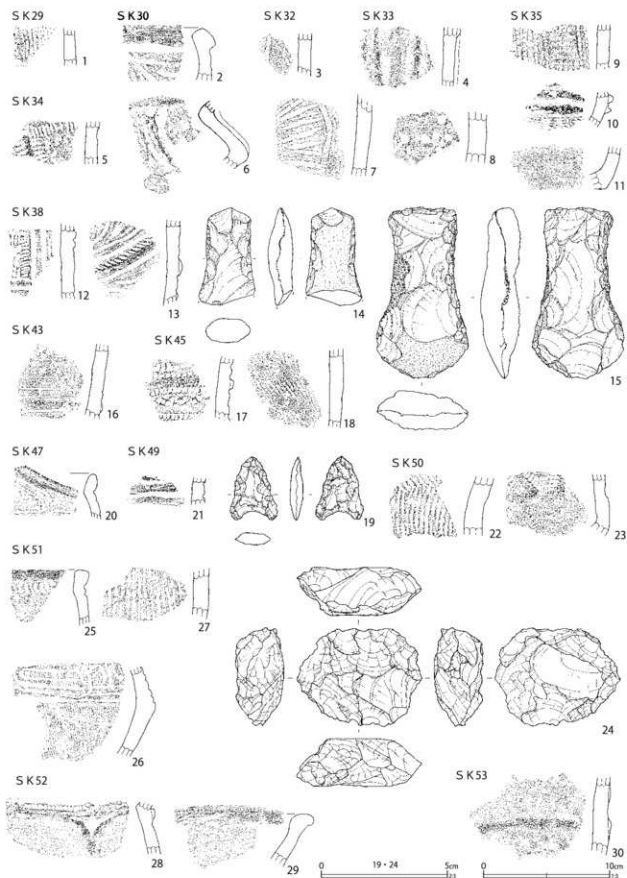 SK29 SK30 SK32 SK33 SK35
1 2 3 4 9
10
SK34
5 6 7 8 11
SK38
12 13 14 15
SK43 SK45
16 17 18
SK47 SK49 SK50
20 21 19 22 23
SK51
25 27
24
26
SK52 SK53
28 29 30
0 19・24 5cm 0 10cm